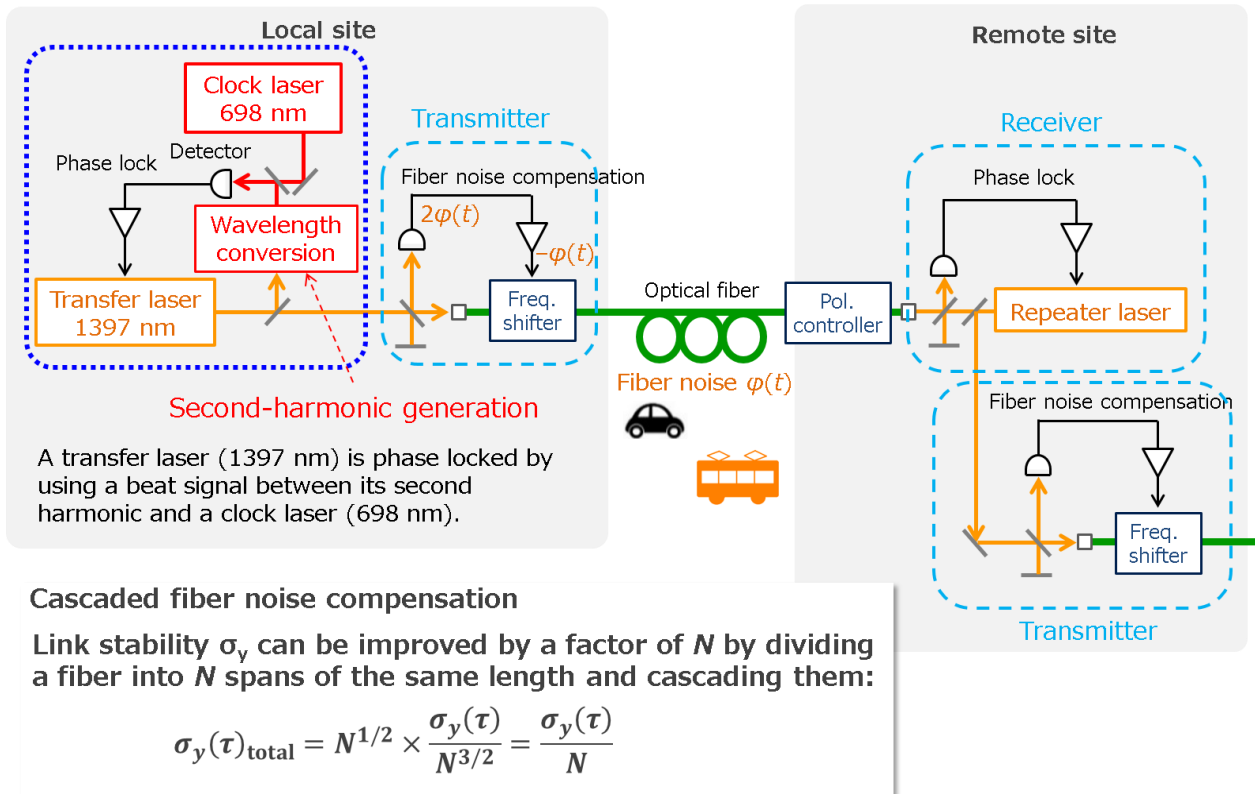 Local site
Clock laser
698 nm
Phase lock
Detector
Wavelength
conversion
Transfer laser
1397 nm
Second-harmonic generation
A transfer laser (1397 nm) is phase locked by
using a beat signal between its second
harmonic and a clock laser (698 nm).
Transmitter
Fiber noise compensation
2φ(t)
–φ(t)
Freq.
shifter
Optical fiber
Fiber noise φ(t)
Pol.
controller
Remote site
Receiver
Phase lock
Repeater laser
Fiber noise compensation
Freq.
shifter
Transmitter
Cascaded fiber noise compensation
Link stability σy can be improved by a factor of N by dividing
a fiber into N spans of the same length and cascading them:
σy(τ)total = N^1/2 × σy(τ)/N^3/2 = σy(τ)/N